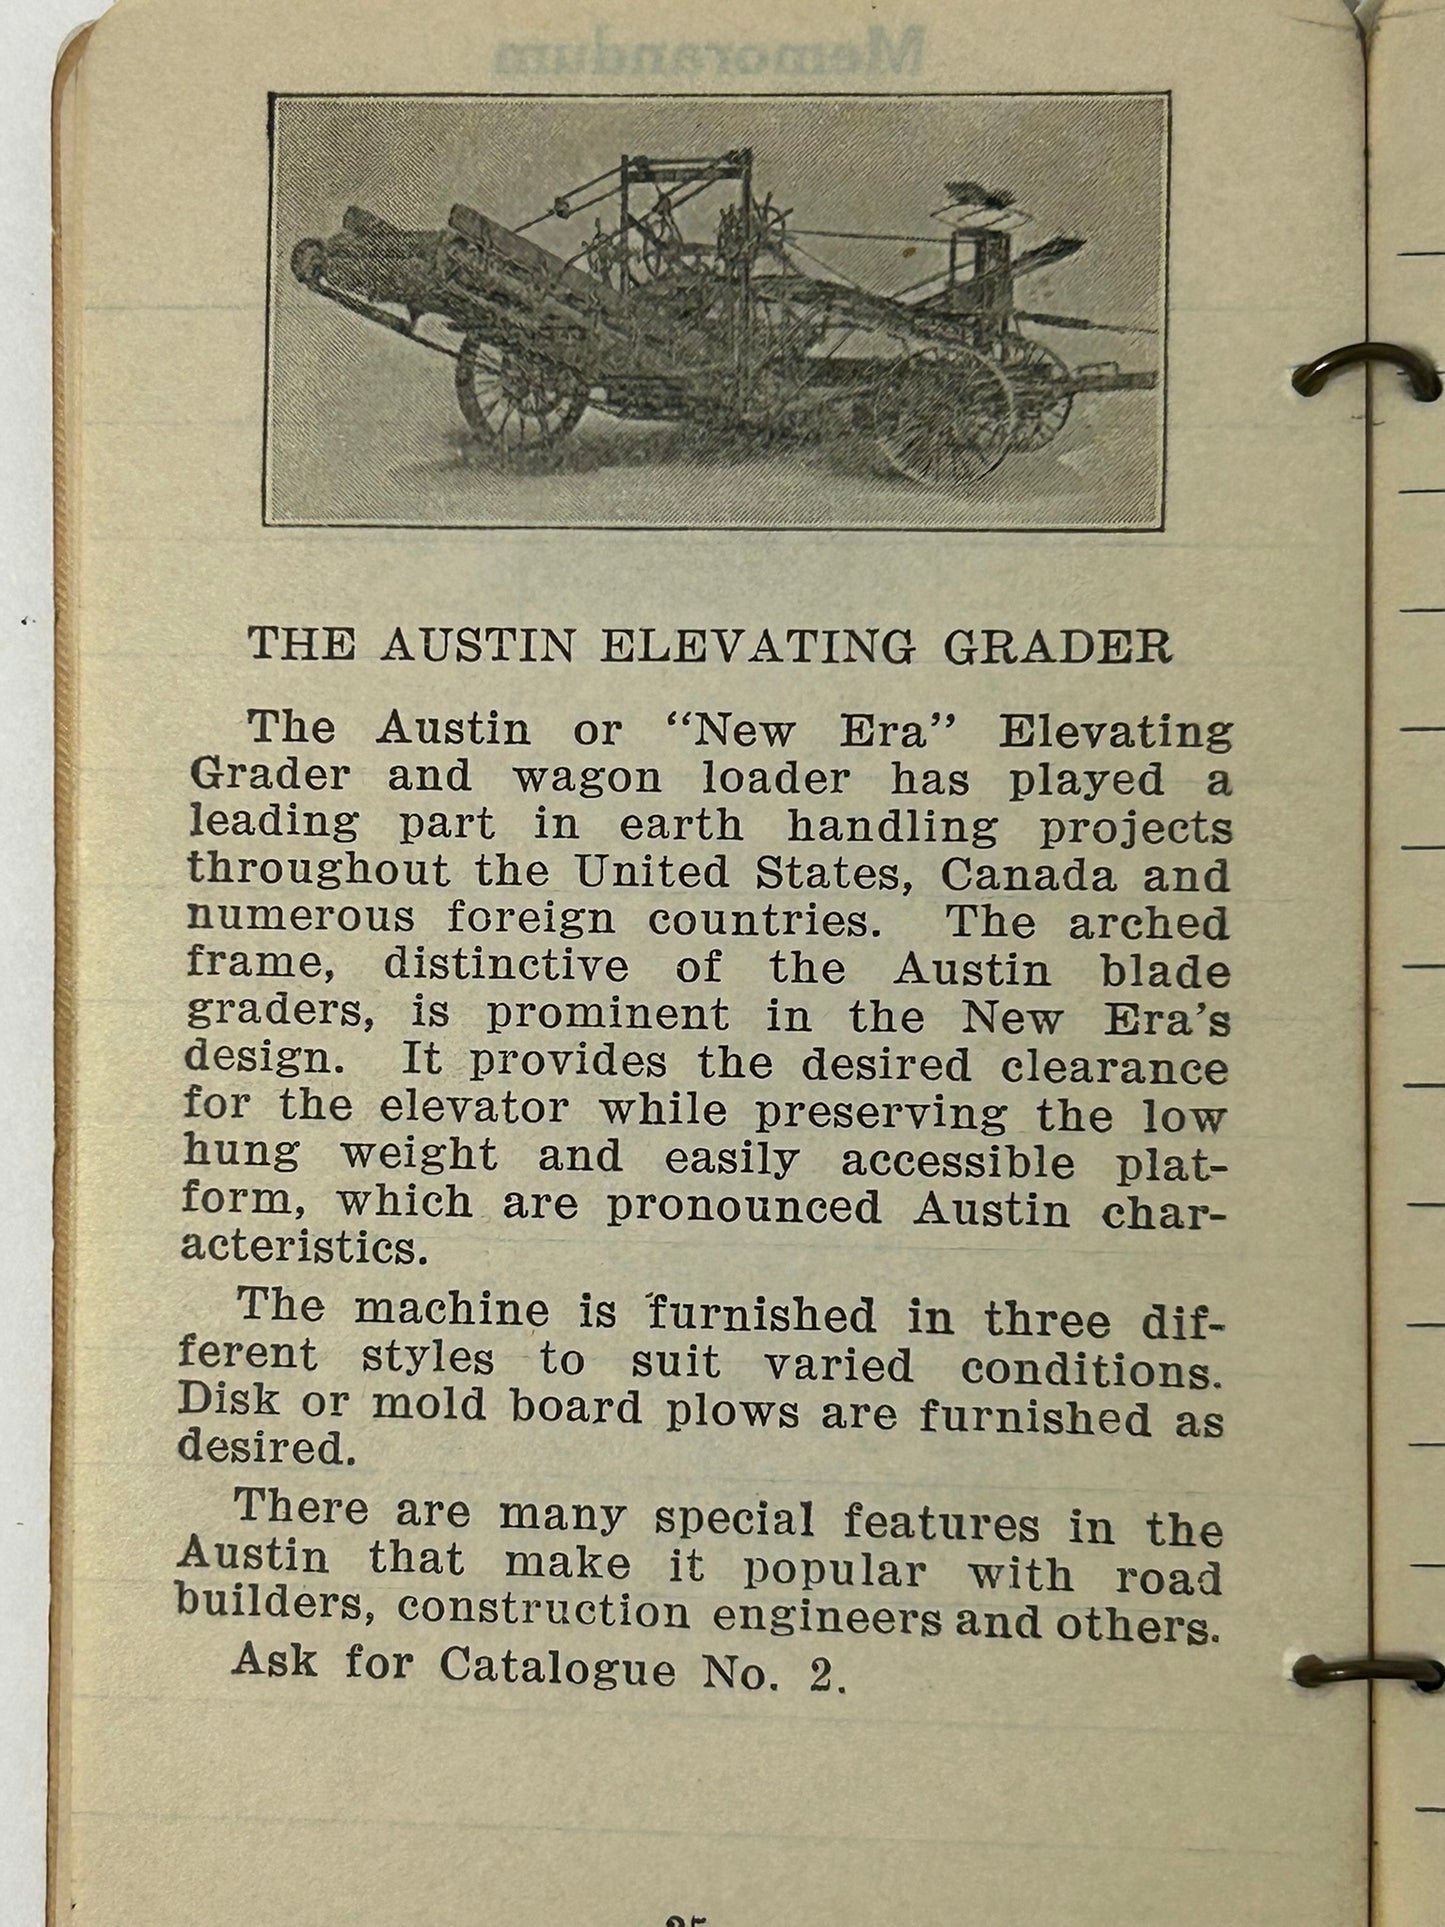 Memorandum
THE AUSTIN ELEVATING GRADER
The Austin or “New Era” Elevating
Grader and wagon loader has played a
leading part in earth handling projects
throughout the United States, Canada and
numerous foreign countries. The arched
frame, distinctive of the Austin blade
graders, is prominent in the New Era’s
design. It provides the desired clearance
for the elevator while preserving the low
hung weight and easily accessible plat-
form, which are pronounced Austin char-
acteristics.
The machine is furnished in three dif-
ferent styles to suit varied conditions.
Disk or mold board plows are furnished as
desired.
There are many special features in the
Austin that make it popular with road
builders, construction engineers and others.
Ask for Catalogue No. 2.